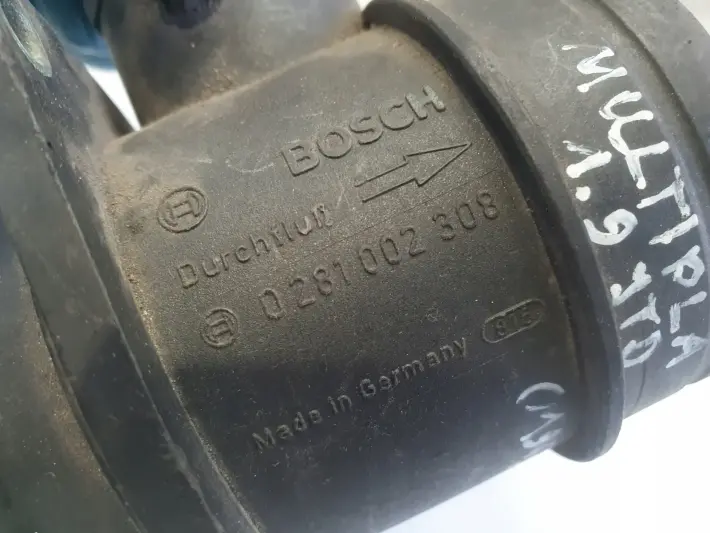 BOSCH
Durchfluß
0 281 002 308
Made in Germany
MULTIPLA
1.9 JTD